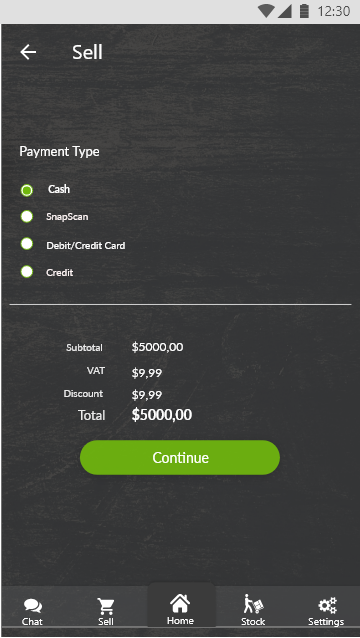 12:30
Sell
Payment Type
Cash
SnapScan
Debit/Credit Card
Credit
Subtotal $5000,00
VAT $9,99
Discount $9,99
Total $5000,00
Continue
Chat Sell Home Stock Settings